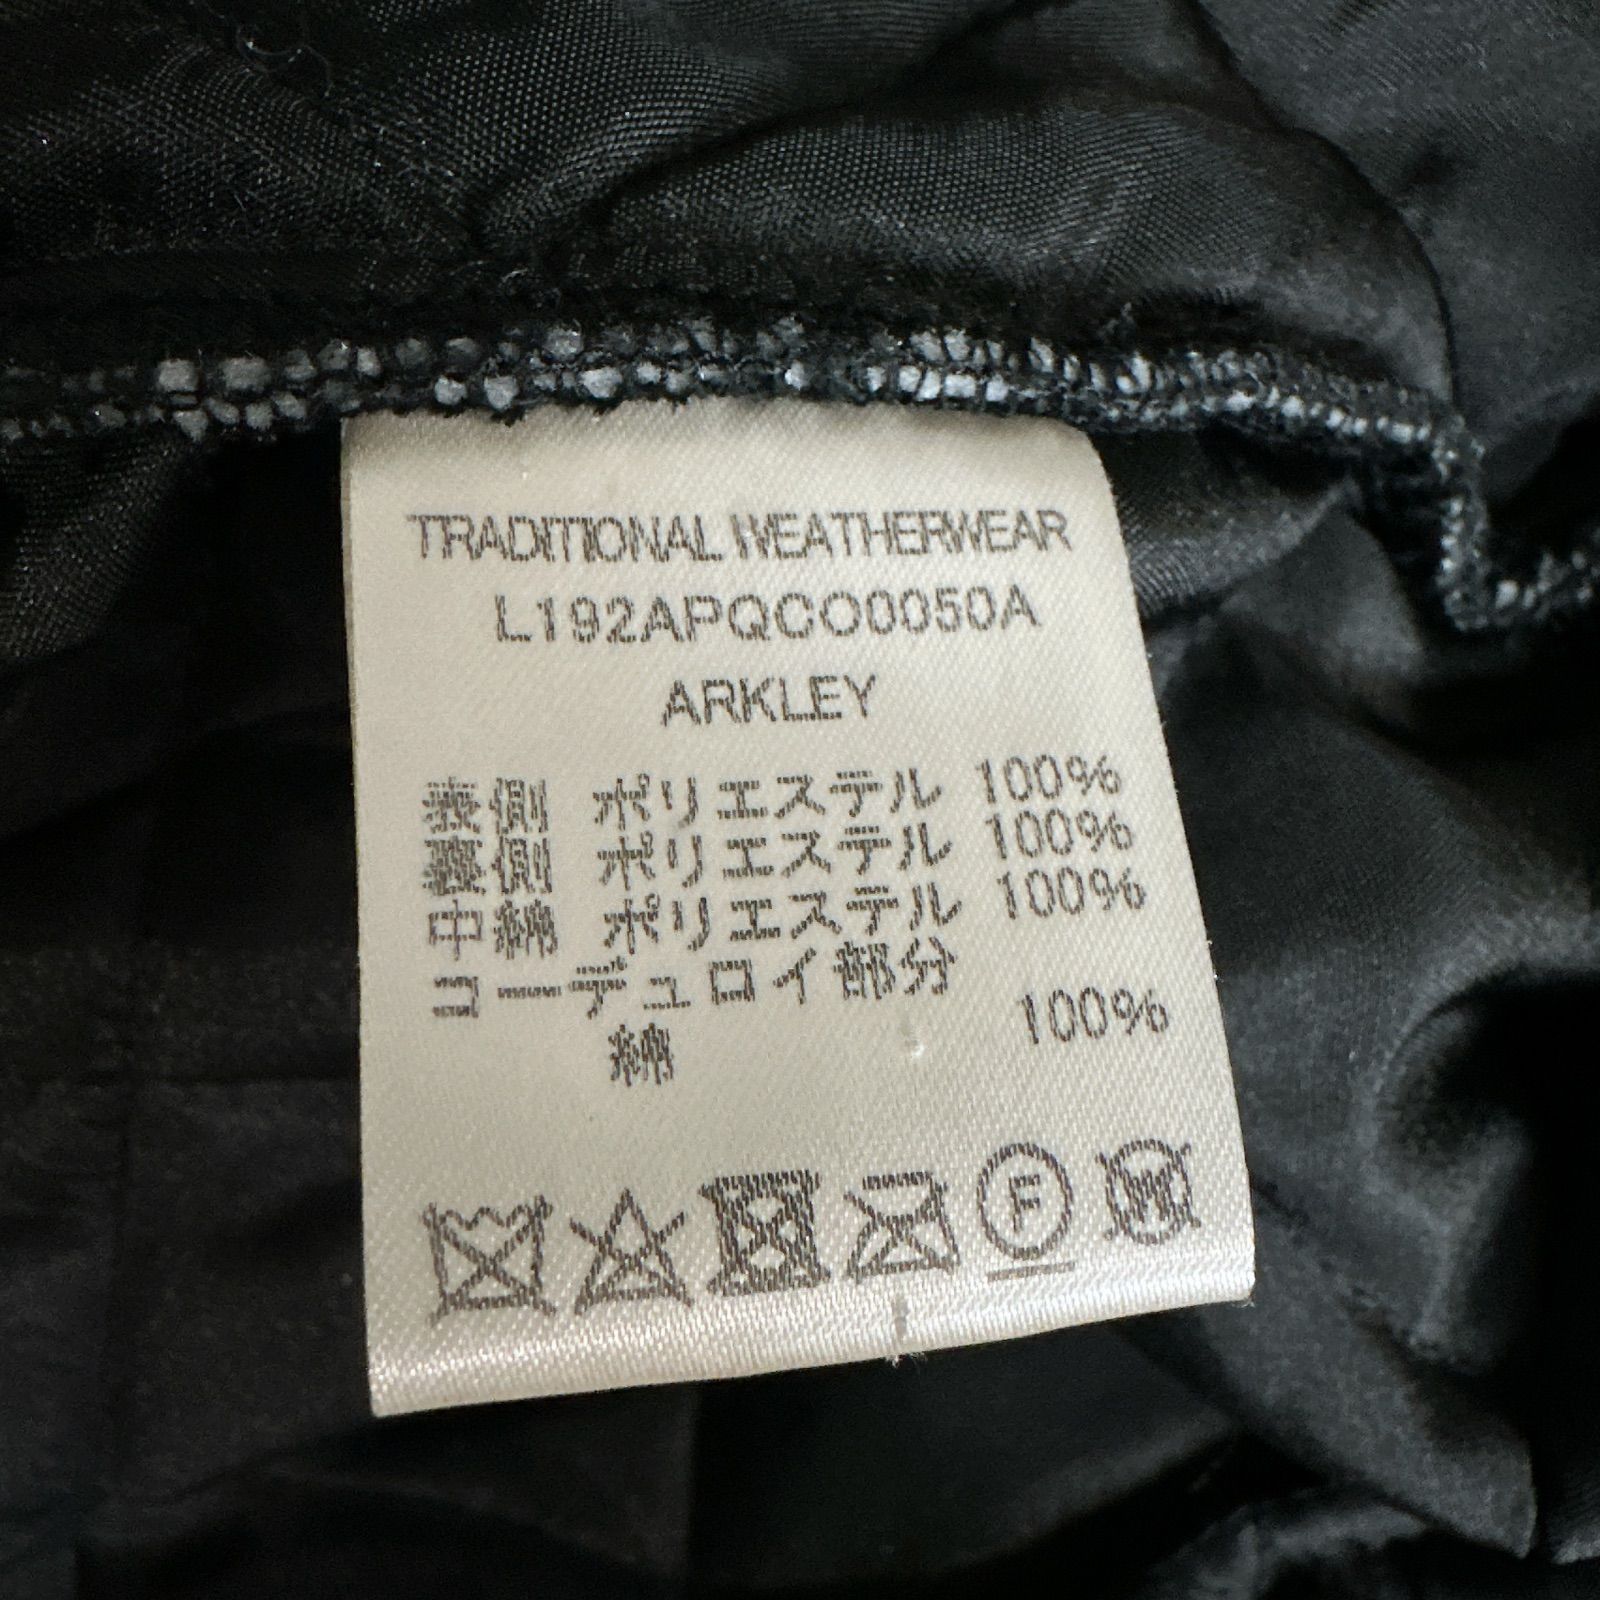 TRADITIONAL WEATHERWEAR
L192APQCO0050A
ARKLEY
表側 ポリエステル 100%
裏側 ポリエステル 100%
中綿 ポリエステル 100%
コーデュロイ部分
綿 100%
F
W